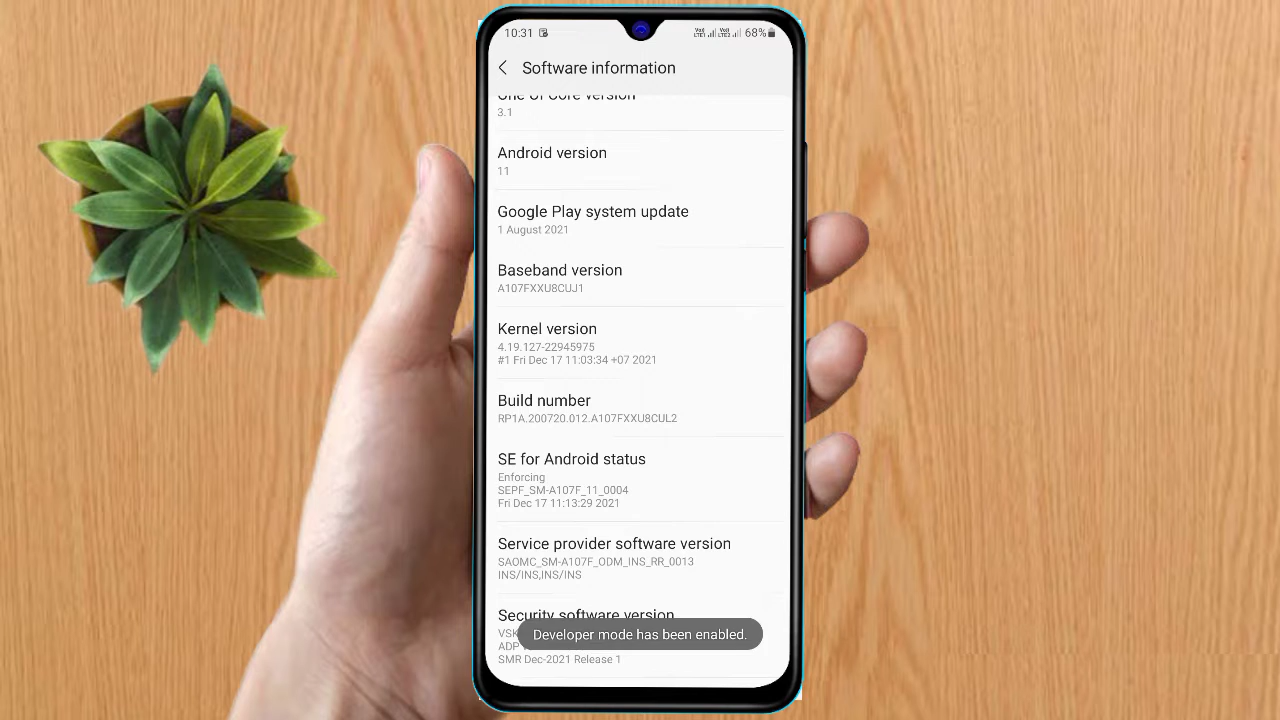 10:31
68%
Software information
One UI Core version
3.1
Android version
11
Google Play system update
1 August 2021
Baseband version
A107FXXU8CUJ1
Kernel version
4.19.127-22945975
#1 Fri Dec 17 11:03:34 +07 2021
Build number
RP1A.200720.012.A107FXXU8CUL2
SE for Android status
Enforcing
SEPF_SM-A107F_11_0004
Fri Dec 17 11:13:29 2021
Service provider software version
SAOMC_SM-A107F_ODM_INS_RR_0013
INS/INS,INS/INS
Security software version
Developer mode has been enabled.
ADP
SMR Dec-2021 Release 1